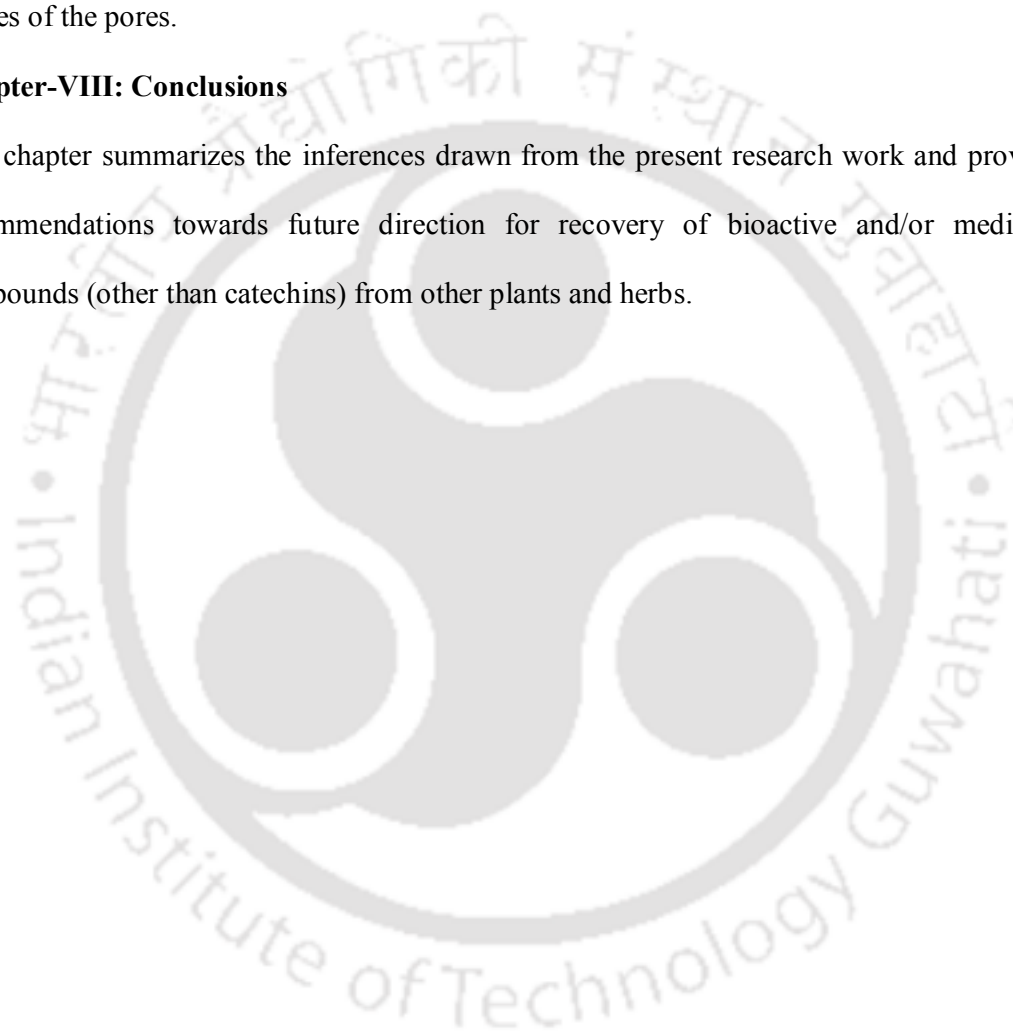 es of the pores.
pter-VIII: Conclusions
chapter summarizes the inferences drawn from the present research work and prov
mmendations towards future direction for recovery of bioactive and/or medi
pounds (other than catechins) from other plants and herbs.
भारतीय प्रौद्योगिकी संस्थान गुवाहाटी
Indian Institute of Technology Guwahati